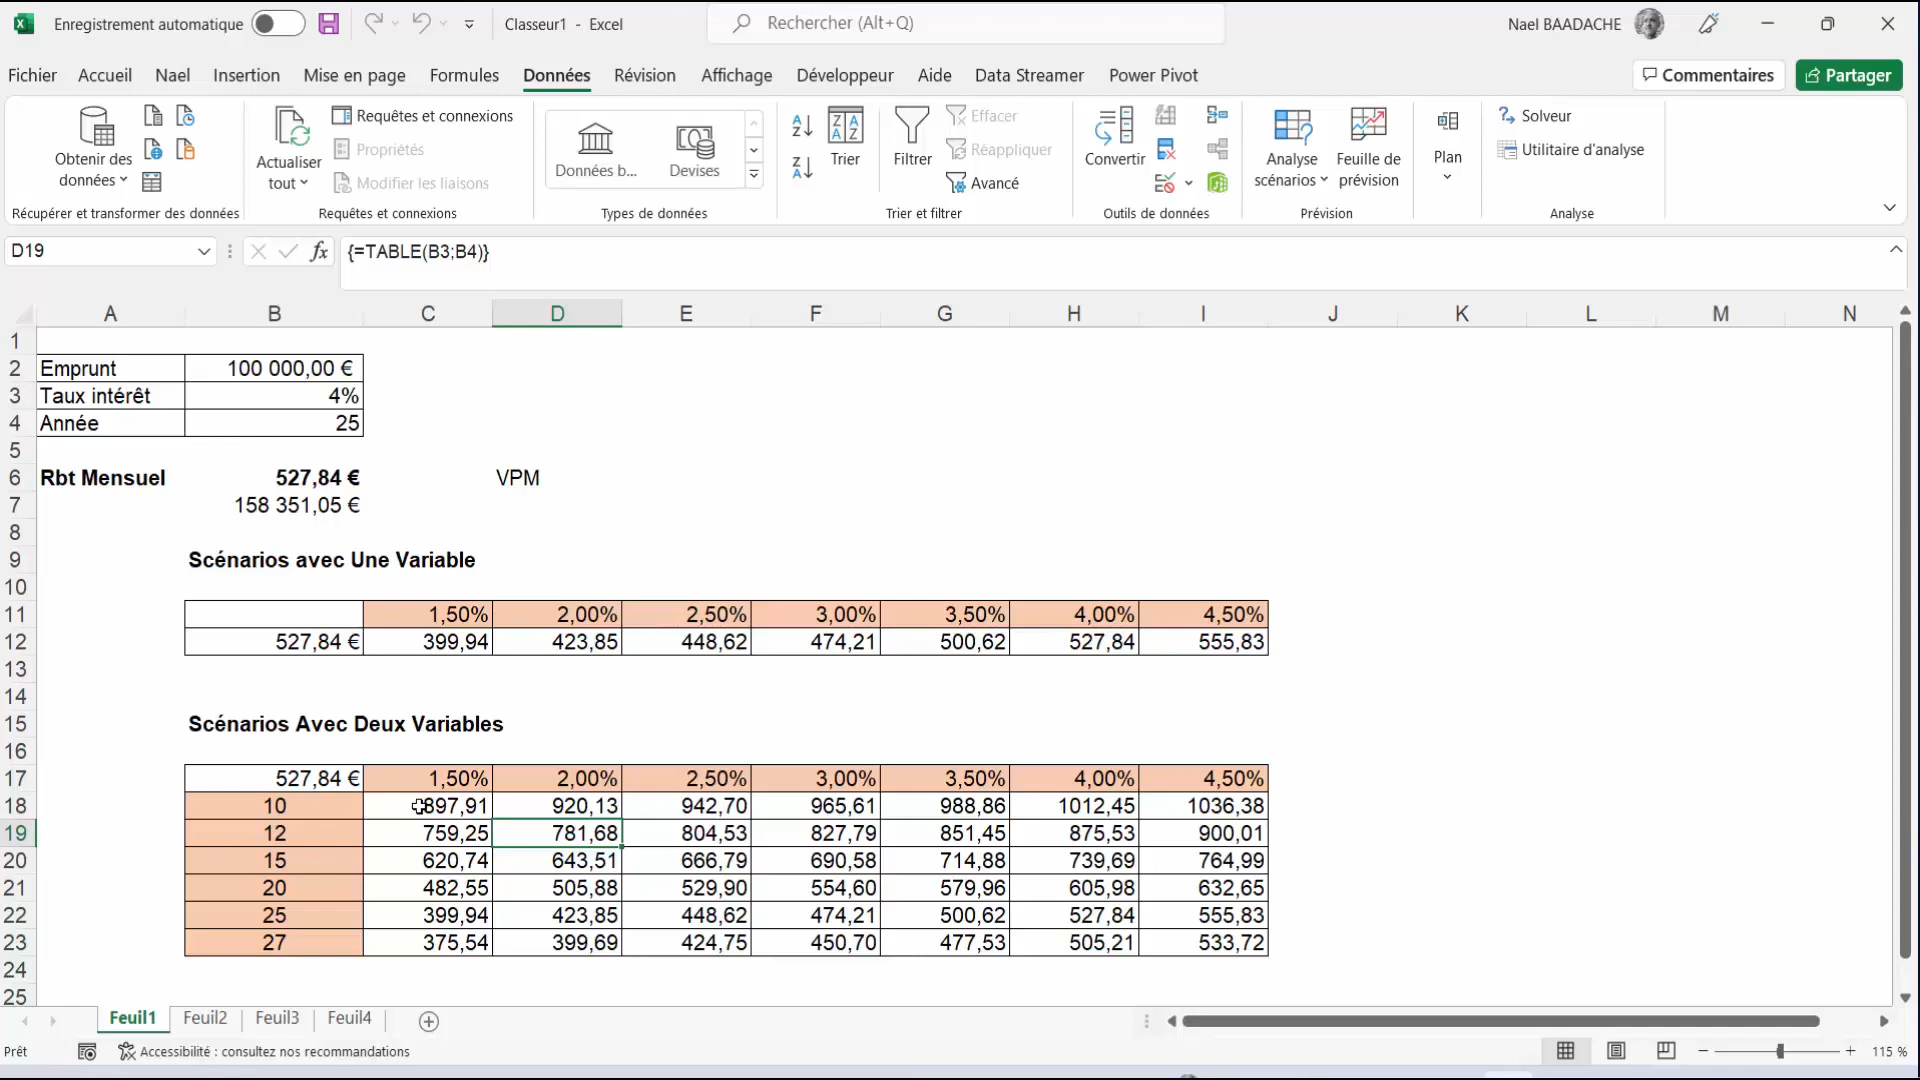 Enregistrement automatique Classeur1 - Excel Rechercher (Alt+Q) Nael BAADACHE
Fichier Accueil Nael Insertion Mise en page Formules Données Révision Affichage Développeur Aide Data Streamer Power Pivot Commentaires Partager
Obtenir des données
Actualiser tout
Requêtes et connexions
Propriétés
Modifier les liaisons
Données b...
Devises
Trier
Filtrer
Effacer
Réappliquer
Avancé
Convertir
Analyse scénarios
Feuille de prévision
Plan
Solveur
Utilitaire d'analyse
Récupérer et transformer des données Requêtes et connexions Types de données Trier et filtrer Outils de données Prévision Analyse
D19 fx {=TABLE(B3;B4)}
A B C D E F G H I J K L M N
1
2 Emprunt 100 000,00 €
3 Taux intérêt 4%
4 Année 25
5
6 Rbt Mensuel 527,84 € VPM
7 158 351,05 €
8
9 Scénarios avec Une Variable
10
11 1,50% 2,00% 2,50% 3,00% 3,50% 4,00% 4,50%
12 527,84 € 399,94 423,85 448,62 474,21 500,62 527,84 555,83
13
14
15 Scénarios Avec Deux Variables
16
17 527,84 € 1,50% 2,00% 2,50% 3,00% 3,50% 4,00% 4,50%
18 10 897,91 920,13 942,70 965,61 988,86 1012,45 1036,38
19 12 759,25 781,68 804,53 827,79 851,45 875,53 900,01
20 15 620,74 643,51 666,79 690,58 714,88 739,69 764,99
21 20 482,55 505,88 529,90 554,60 579,96 605,98 632,65
22 25 399,94 423,85 448,62 474,21 500,62 527,84 555,83
23 27 375,54 399,69 424,75 450,70 477,53 505,21 533,72
24
25
Feuil1 Feuil2 Feuil3 Feuil4
Prêt Accessibilité : consultez nos recommandations 115 %